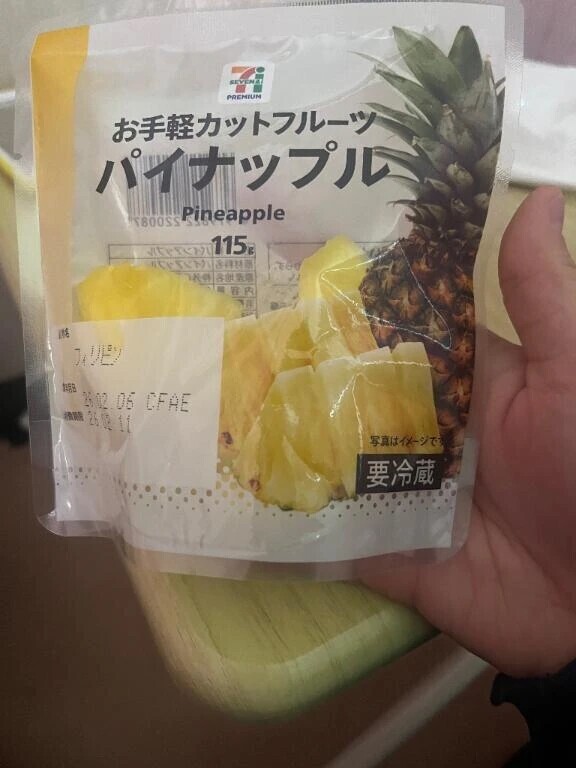 7i
SEVEN&i
PREMIUM
お手軽カットフルーツ
パイナップル
Pineapple
115g
フィリピン
26.02.06 CFAE
26.02.11
写真はイメージです
要冷蔵